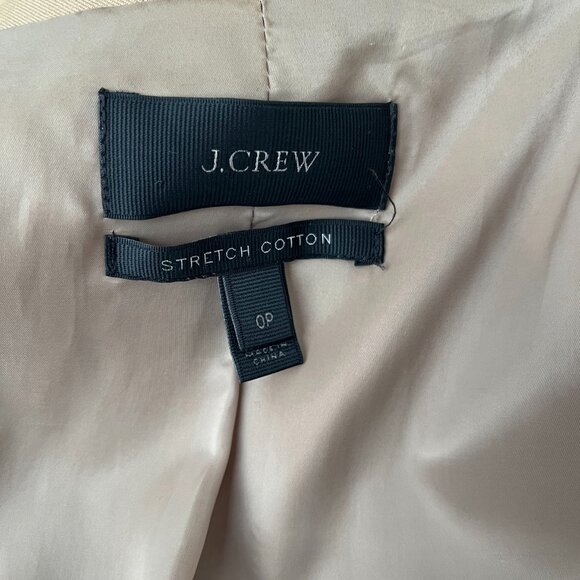 J.CREW
STRETCH COTTON
0P
MADE IN
CHINA